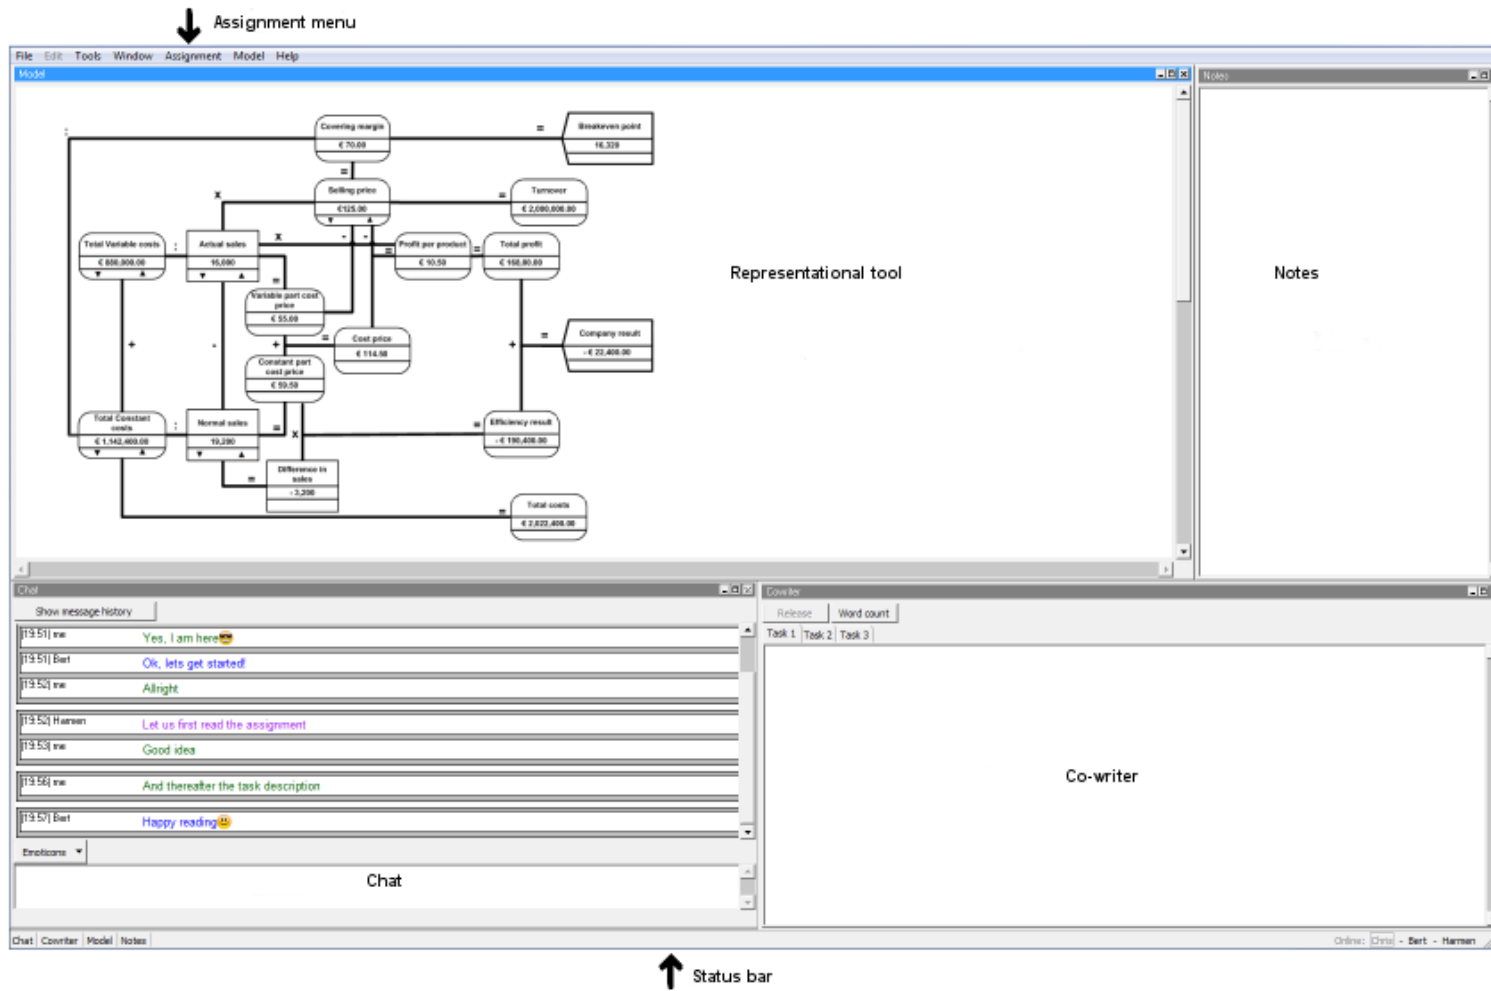 Assignment menu
File Edit Tools Window Assignment Model Help
Model
Notes
Covering margin
€ 70.00
:
=
Breakeven point
16,320
=
Selling price
€125.00
x
=
Turnover
€ 2,000,000.00
Total Variable costs
€ 880,000.00
:
Actual sales
16,000
x
-
-
=
Profit per product
€ 10.50
=
Total profit
€ 168,00.00
=
Variable part cost
price
€ 55.00
+
-
+
=
Cost price
€ 114.50
+
=
Company result
- € 22,400.00
Constant part
cost price
€ 59.50
Total Constant
costs
€ 1,142,400.00
:
Normal sales
19,200
=
x
=
Efficiency result
- € 190,400.00
=
Difference in
sales
- 3,200
=
Total costs
€ 2,022,400.00
Representational tool
Notes
Chat
Show message history
[19:51] me Yes, I am here😎
[19:51] Bert Ok, lets get started!
[19:52] me Allright
[19:52] Harmen Let us first read the assignment
[19:53] me Good idea
[19:56] me And thereafter the task description
[19:57] Bert Happy reading🙂
Emoticons
Chat
Cowriter
Release Word count
Task 1 Task 2 Task 3
Co-writer
Chat Cowriter Model Notes
Online: Chris - Bert - Harmen
Status bar